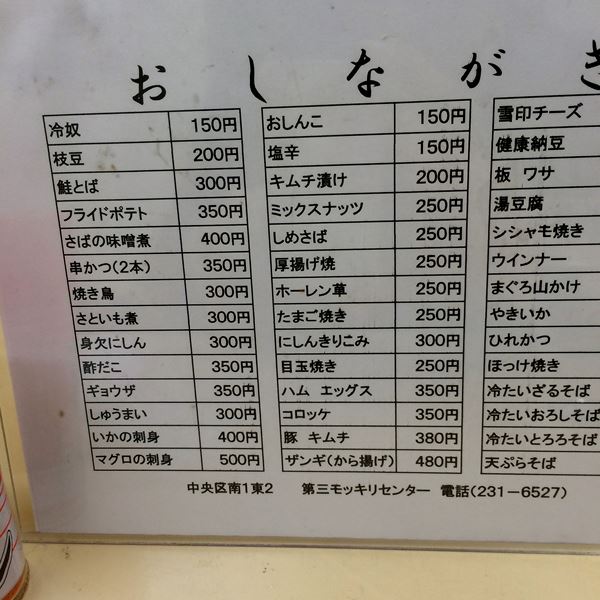 おしながき
冷奴 150円
枝豆 200円
鮭とば 300円
フライドポテト 350円
さばの味噌煮 400円
串かつ(2本) 350円
焼き鳥 300円
さといも煮 300円
身欠にしん 300円
酢だこ 350円
ギョウザ 350円
しゅうまい 300円
いかの刺身 400円
マグロの刺身 500円
おしんこ 150円
塩辛 150円
キムチ漬け 200円
ミックスナッツ 250円
しめさば 250円
厚揚げ焼 250円
ホーレン草 250円
たまご焼き 250円
にしんきりこみ 300円
目玉焼き 250円
ハム エッグス 350円
コロッケ 350円
豚 キムチ 380円
ザンギ(から揚げ) 480円
雪印チーズ
健康納豆
板 ワサ
湯豆腐
シシャモ焼き
ウインナー
まぐろ山かけ
やきいか
ひれかつ
ほっけ焼き
冷たいざるそば
冷たいおろしそば
冷たいとろろそば
天ぷらそば
中央区南1東2 第三モッキリセンター 電話(231-6527)